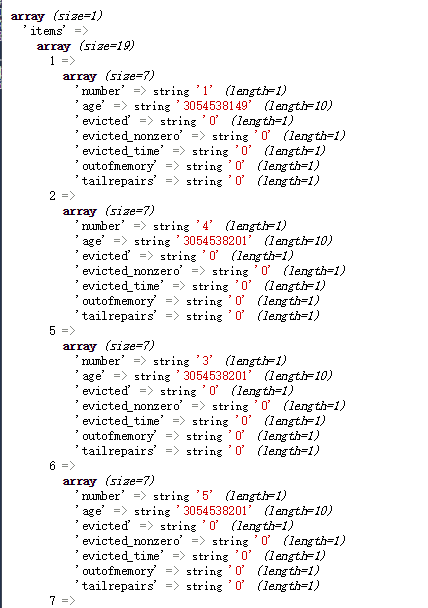 array (size=1)
'items' =>
array (size=19)
1 =>
array (size=7)
'number' => string '1' (length=1)
'age' => string '3054538149' (length=10)
'evicted' => string '0' (length=1)
'evicted_nonzero' => string '0' (length=1)
'evicted_time' => string '0' (length=1)
'outofmemory' => string '0' (length=1)
'tailrepairs' => string '0' (length=1)
2 =>
array (size=7)
'number' => string '4' (length=1)
'age' => string '3054538201' (length=10)
'evicted' => string '0' (length=1)
'evicted_nonzero' => string '0' (length=1)
'evicted_time' => string '0' (length=1)
'outofmemory' => string '0' (length=1)
'tailrepairs' => string '0' (length=1)
5 =>
array (size=7)
'number' => string '3' (length=1)
'age' => string '3054538201' (length=10)
'evicted' => string '0' (length=1)
'evicted_nonzero' => string '0' (length=1)
'evicted_time' => string '0' (length=1)
'outofmemory' => string '0' (length=1)
'tailrepairs' => string '0' (length=1)
6 =>
array (size=7)
'number' => string '5' (length=1)
'age' => string '3054538201' (length=10)
'evicted' => string '0' (length=1)
'evicted_nonzero' => string '0' (length=1)
'evicted_time' => string '0' (length=1)
'outofmemory' => string '0' (length=1)
'tailrepairs' => string '0' (length=1)
7 =>